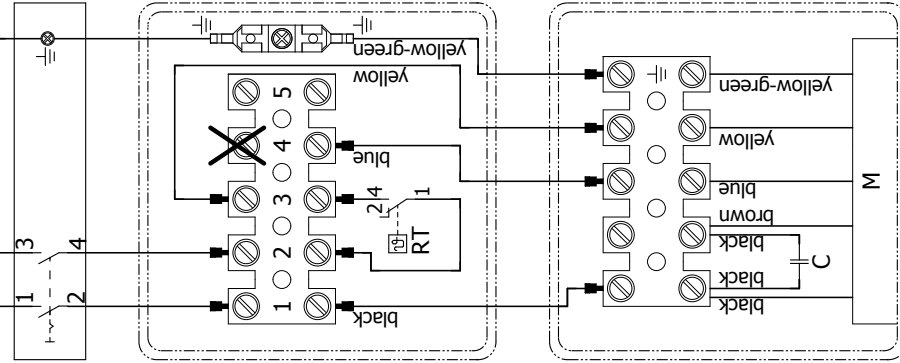 yellow-green
yellow
5
4
3
2
1
blue
2
4
1
RT
black
3
4
1
2
yellow-green
yellow
blue
brown
black
black
black
C
M